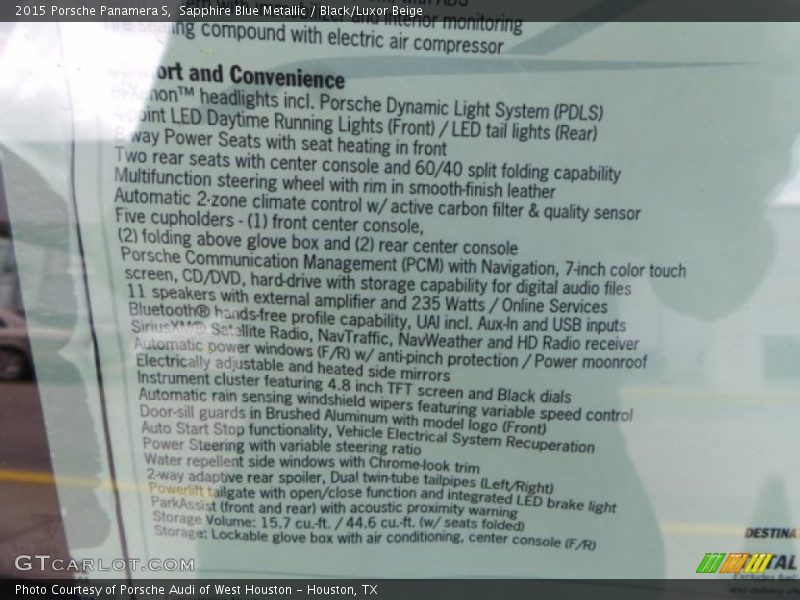 2015 Porsche Panamera S, Sapphire Blue Metallic / Black/Luxor Beige
interior monitoring
sealing compound with electric air compressor
and Convenience
headlights incl. Porsche Dynamic Light System (PDLS)
LED Daytime Running Lights (Front) / LED tail lights (Rear)
8-way Power Seats with seat heating in front
Two rear seats with center console and 60/40 split folding capability
Multifunction steering wheel with rim in smooth-finish leather
Automatic 2-zone climate control w/ active carbon filter & quality sensor
Five cupholders - (1) front center console,
(2) folding above glove box and (2) rear center console
Porsche Communication Management (PCM) with Navigation, 7-inch color touch
screen, CD/DVD, hard-drive with storage capability for digital audio files
11 speakers with external amplifier and 235 Watts / Online Services
Bluetooth® hands-free profile capability, UAI incl. Aux-In and USB inputs
SiriusXM® Satellite Radio, NavTraffic, NavWeather and HD Radio receiver
Automatic power windows (F/R) w/ anti-pinch protection / Power moonroof
Electrically adjustable and heated side mirrors
Instrument cluster featuring 4.8 inch TFT screen and Black dials
Automatic rain sensing windshield wipers featuring variable speed control
Door-sill guards in Brushed Aluminum with model logo (Front)
Auto Start Stop functionality, Vehicle Electrical System Recuperation
Power Steering with variable steering ratio
Water repellent side windows with Chrome-look trim
2-way adaptive rear spoiler, Dual twin-tube tailpipes (Left/Right)
Powerlift tailgate with open/close function and integrated LED brake light
ParkAssist (front and rear) with acoustic proximity warning
Storage Volume: 15.7 cu.-ft. / 44.6 cu.-ft. (w/ seats folded)
Storage: Lockable glove box with air conditioning, center console (F/R)
DESTINA
GTCARLOT.COM
Photo Courtesy of Porsche Audi of West Houston – Houston, TX